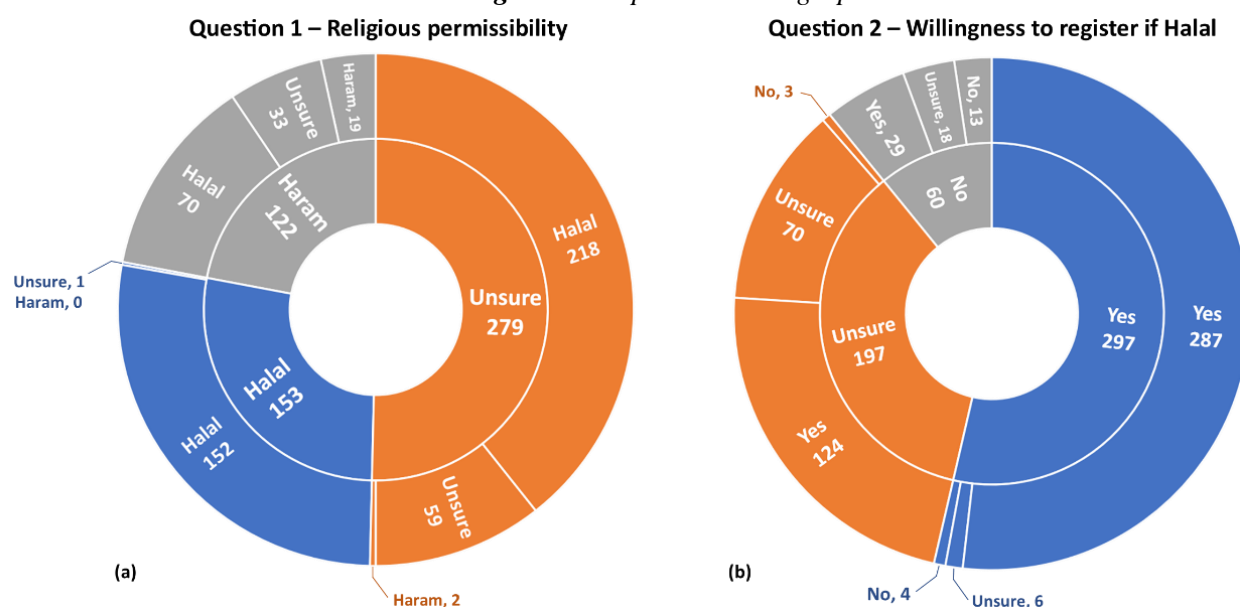 Question 1 – Religious permissibility
Haram, 19
Unsure
33
Halal
70
Haram
122
Halal
218
Unsure
279
Unsure, 1
Haram, 0
Halal
153
Halal
152
Unsure
59
Haram, 2
(a)
Question 2 – Willingness to register if Halal
No, 3
Yes, 29
Unsure, 18
No, 13
No
60
Unsure
70
Unsure
197
Yes
297
Yes
287
Yes
124
No, 4
Unsure, 6
(b)